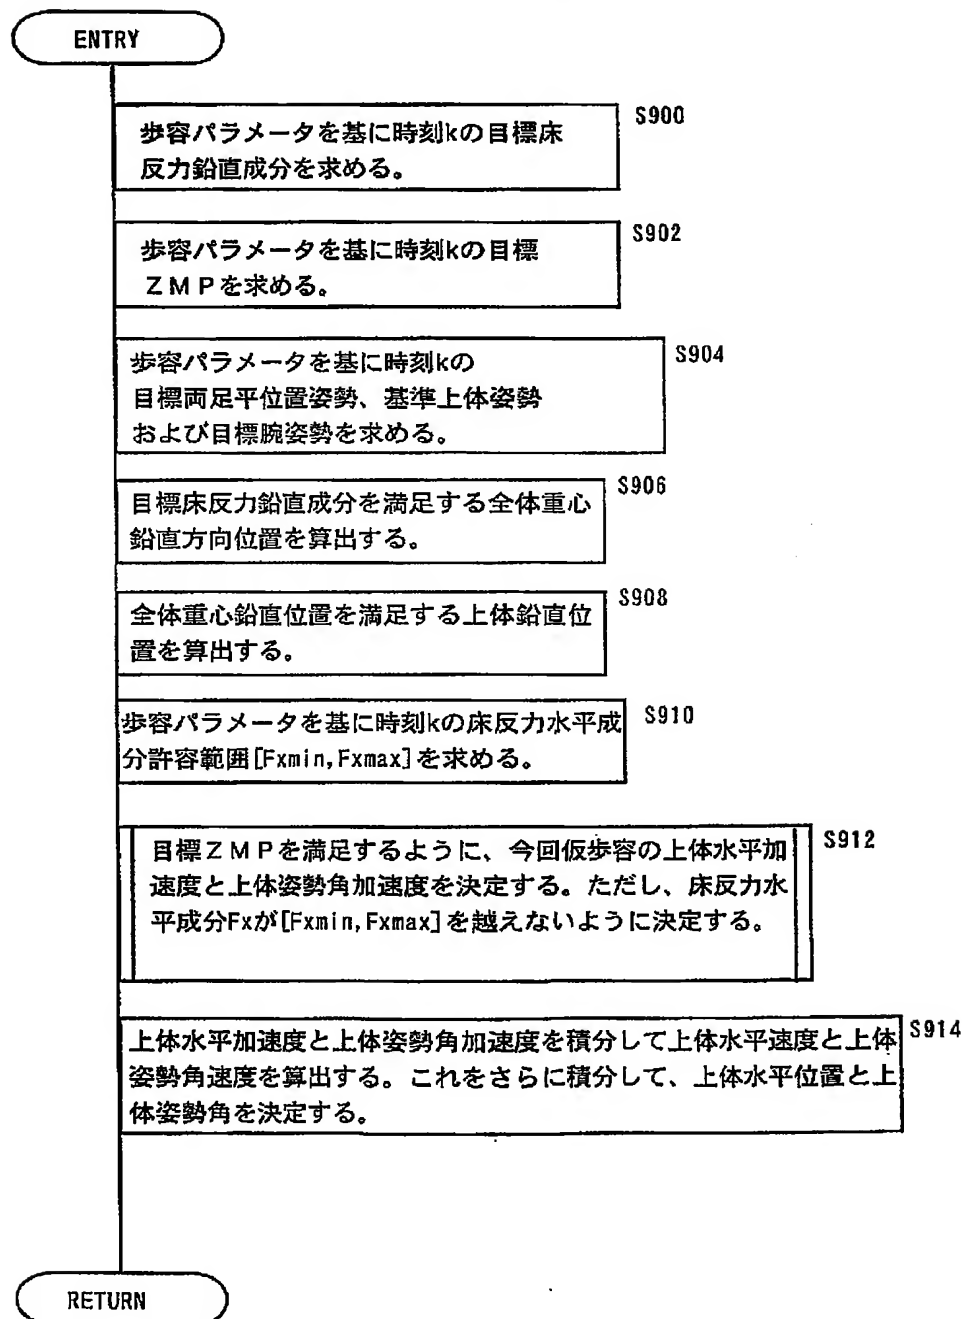 ENTRY
S900
歩容パラメータを基に時刻kの目標床
反力鉛直成分を求める。
S902
歩容パラメータを基に時刻kの目標
ＺＭＰを求める。
S904
歩容パラメータを基に時刻kの
目標両足平位置姿勢、基準上体姿勢
および目標腕姿勢を求める。
S906
目標床反力鉛直成分を満足する全体重心
鉛直方向位置を算出する。
S908
全体重心鉛直位置を満足する上体鉛直位
置を算出する。
S910
歩容パラメータを基に時刻kの床反力水平成
分許容範囲[Fxmin,Fxmax]を求める。
S912
目標ＺＭＰを満足するように、今回仮歩容の上体水平加
速度と上体姿勢角加速度を決定する。ただし、床反力水
平成分Fxが[Fxmin,Fxmax]を越えないように決定する。
S914
上体水平加速度と上体姿勢角加速度を積分して上体水平速度と上体
姿勢角速度を算出する。これをさらに積分して、上体水平位置と上
体姿勢角を決定する。
RETURN